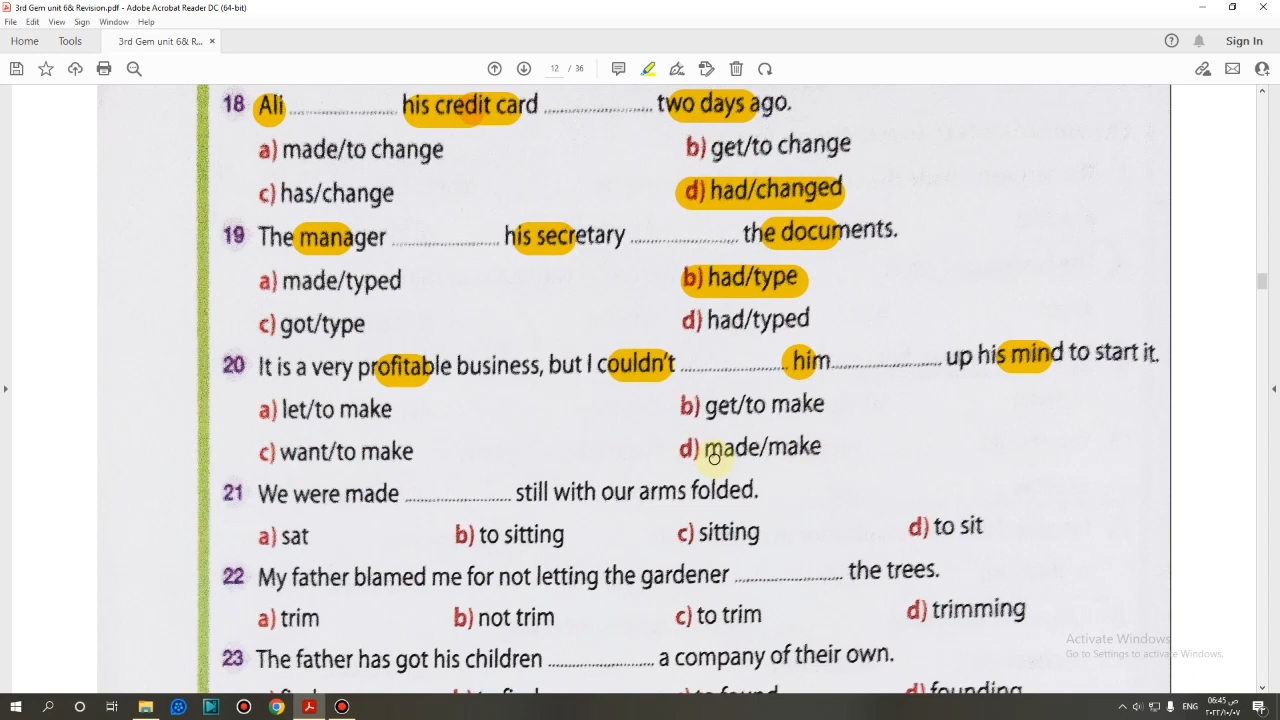 3rd Gem unit 6& Revision.pdf - Adobe Acrobat Reader DC (64-bit)
File Edit View Sign Window Help
Home Tools 3rd Gem unit 6& R... × Sign In
12 / 36
18 Ali .................... his credit card .................... two days ago.
a) made/to change b) get/to change
c) has/change d) had/changed
19 The manager .................... his secretary .................... the documents.
a) made/typed b) had/type
c) got/type d) had/typed
20 It is a very profitable business, but I couldn't .................... him.................... up his mind to start it.
a) let/to make b) get/to make
c) want/to make d) made/make
21 We were made .................... still with our arms folded.
a) sat b) to sitting c) sitting d) to sit
22 My father blamed me for not letting the gardener .................... the trees.
a) trim b) not trim c) to trim d) trimming
23 The father has got his children .................... a company of their own.
c) to found d) founding
Activate Windows
Go to Settings to activate Windows.
ENG 06:45 ص
٢٠٢٢/١٠/٠٧